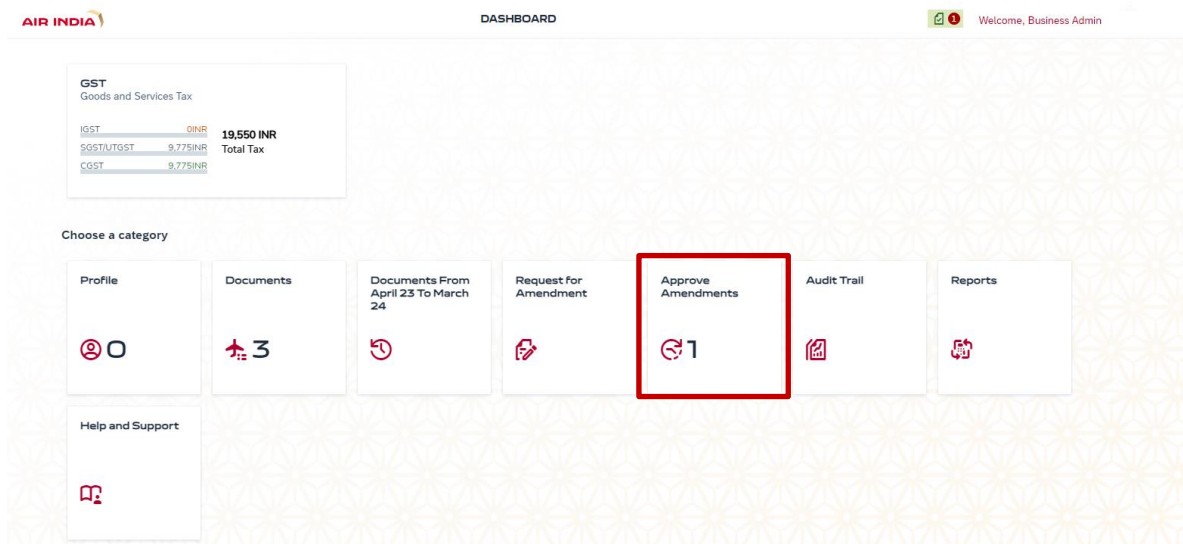 AIR INDIA
DASHBOARD
1
Welcome, Business Admin
GST
Goods and Services Tax
IGST 0INR
SGST/UTGST 9,775INR
CGST 9,775INR
19,550 INR
Total Tax
Choose a category
Profile
0
Documents
3
Documents From
April 23 To March
24
Request for
Amendment
Approve
Amendments
1
Audit Trail
Reports
Help and Support